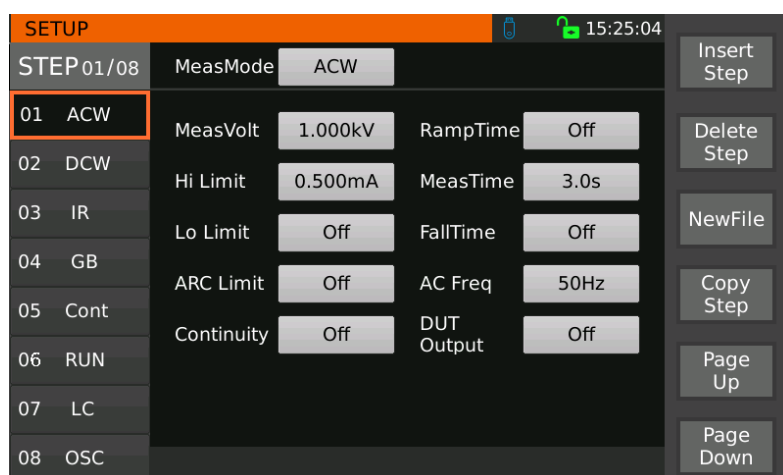 SETUP 15:25:04
STEP 01/08
MeasMode ACW
01 ACW
02 DCW
03 IR
04 GB
05 Cont
06 RUN
07 LC
08 OSC
MeasVolt 1.000kV RampTime Off
Hi Limit 0.500mA MeasTime 3.0s
Lo Limit Off FallTime Off
ARC Limit Off AC Freq 50Hz
Continuity Off DUT
Output Off
Insert
Step
Delete
Step
NewFile
Copy
Step
Page
Up
Page
Down